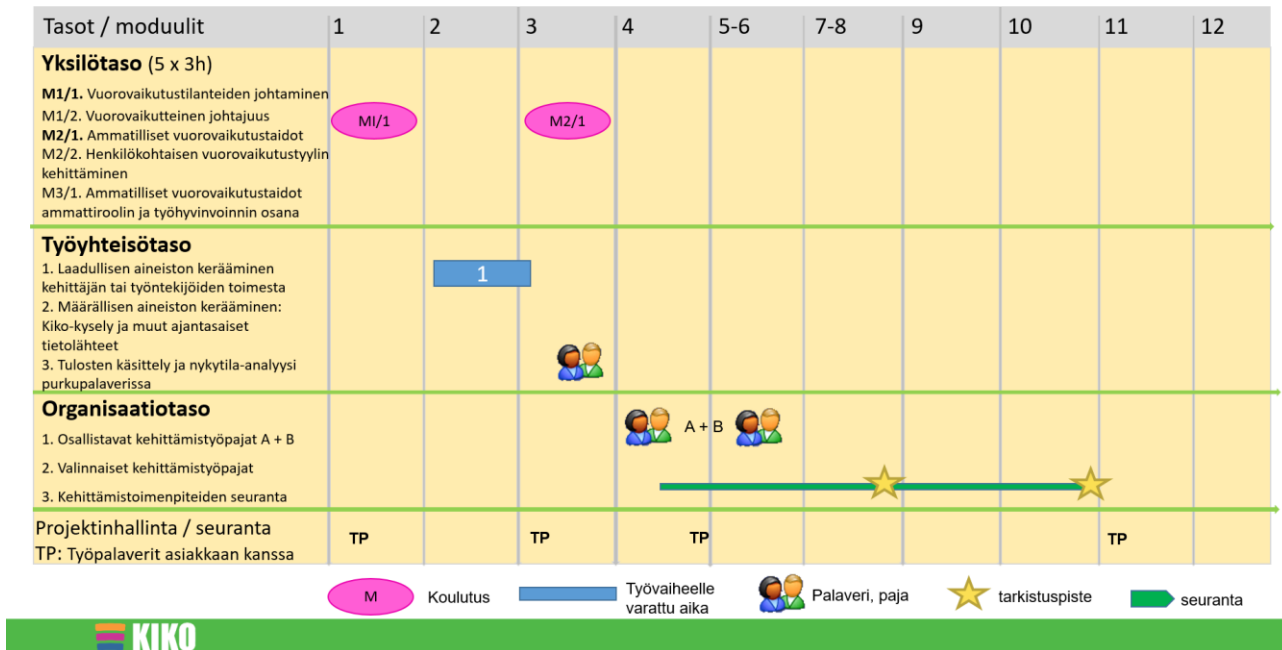 Tasot / moduulit 1 2 3 4 5-6 7-8 9 10 11 12
Yksilötaso (5 x 3h)
M1/1. Vuorovaikutustilanteiden johtaminen
M1/2. Vuorovaikutteinen johtajuus
M2/1. Ammatilliset vuorovaikutustaidot
M2/2. Henkilökohtaisen vuorovaikutustyylin
kehittäminen
M3/1. Ammatilliset vuorovaikutustaidot
ammattiroolin ja työhyvinvoinnin osana
MI/1
M2/1
Työyhteisötaso
1. Laadullisen aineiston kerääminen
kehittäjän tai työntekijöiden toimesta
2. Määrällisen aineiston kerääminen:
Kiko-kysely ja muut ajantasaiset
tietolähteet
3. Tulosten käsittely ja nykytila-analyysi
purkupalaverissa
1
Organisaatiotaso
1. Osallistavat kehittämistyöpajat A + B
2. Valinnaiset kehittämistyöpajat
3. Kehittämistoimenpiteiden seuranta
A + B
Projektinhallinta / seuranta
TP: Työpalaverit asiakkaan kanssa
TP TP TP TP
M Koulutus
Työvaiheelle
varattu aika
Palaveri, paja
tarkistuspiste
seuranta
KIKO